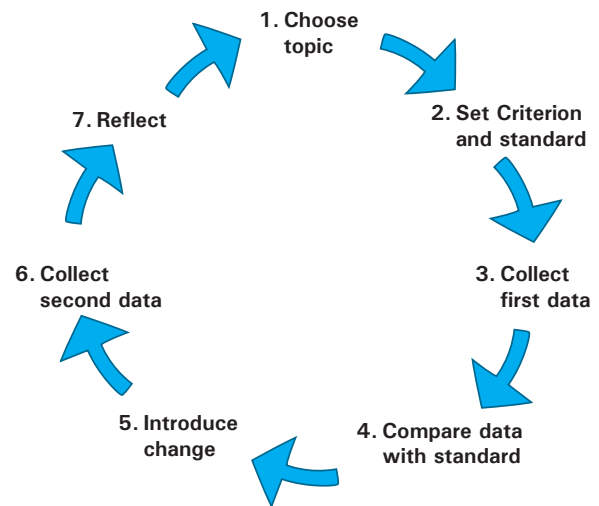 1. Choose
topic
2. Set Criterion
and standard
3. Collect
first data
4. Compare data
with standard
5. Introduce
change
6. Collect
second data
7. Reflect